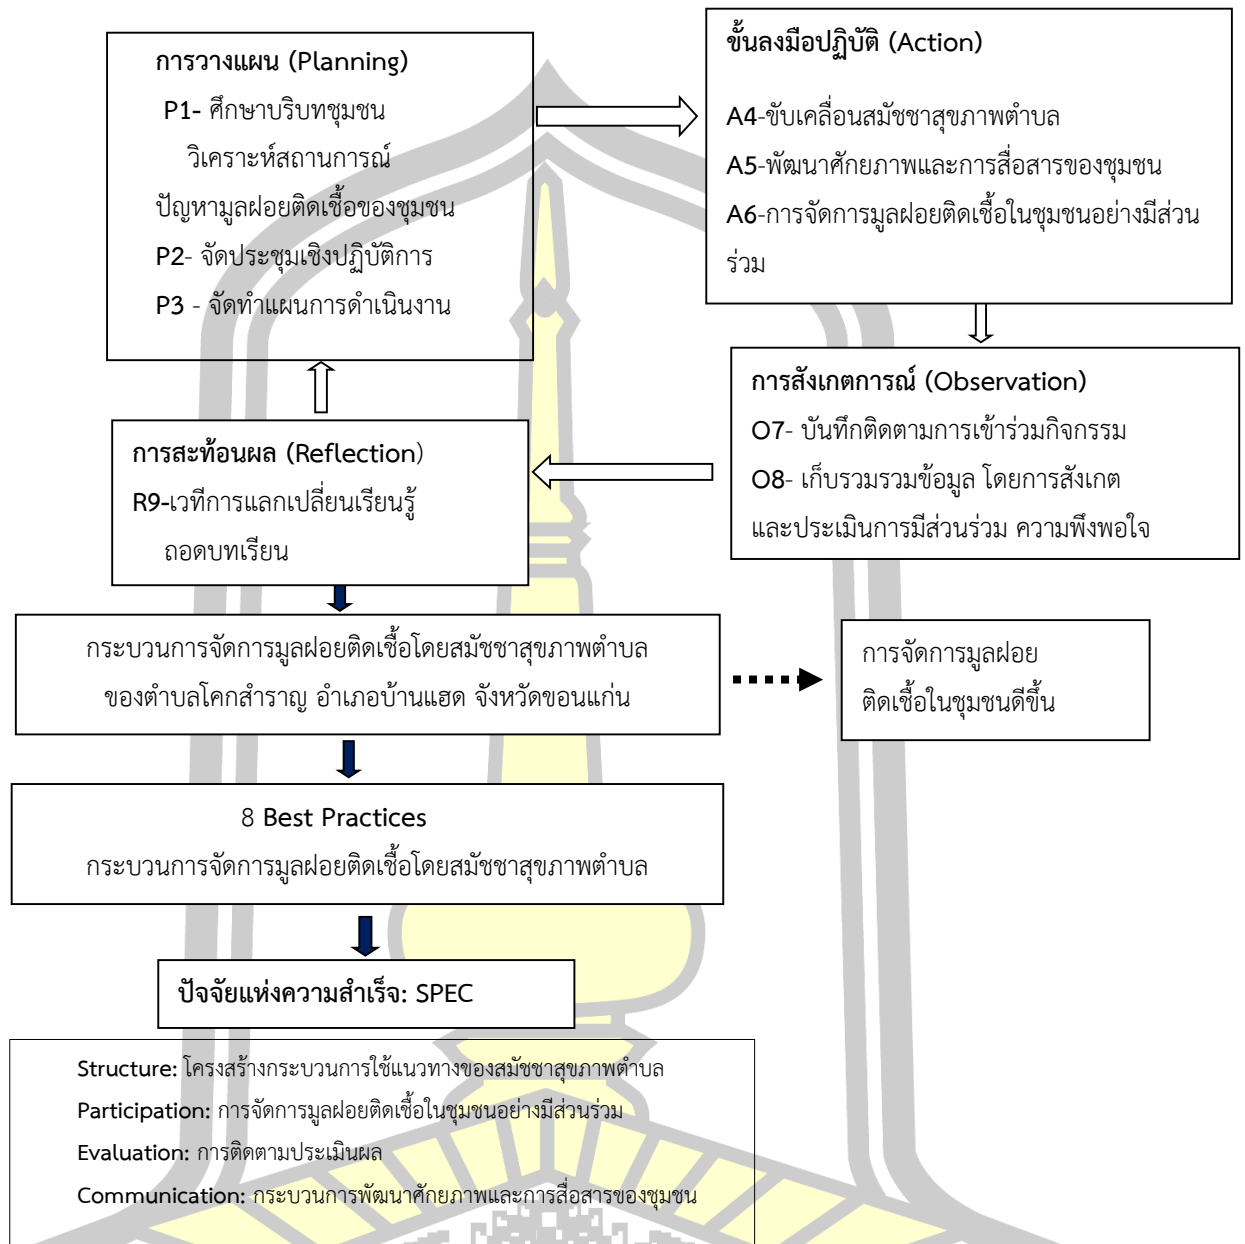 การวางแผน (Planning)
P1- ศึกษาบริบทชุมชน
วิเคราะห์สถานการณ์
ปัญหามูลฝอยติดเชื้อของชุมชน
P2- จัดประชุมเชิงปฏิบัติการ
P3 - จัดทำแผนการดำเนินงาน
ขั้นลงมือปฏิบัติ (Action)
A4-ขับเคลื่อนสมัชชาสุขภาพตำบล
A5-พัฒนาศักยภาพและการสื่อสารของชุมชน
A6-การจัดการมูลฝอยติดเชื้อในชุมชนอย่างมีส่วน
ร่วม
การสังเกตการณ์ (Observation)
O7- บันทึกติดตามการเข้าร่วมกิจกรรม
O8- เก็บรวมรวมข้อมูล โดยการสังเกต
และประเมินการมีส่วนร่วม ความพึงพอใจ
การสะท้อนผล (Reflection)
R9-เวทีการแลกเปลี่ยนเรียนรู้
ถอดบทเรียน
กระบวนการจัดการมูลฝอยติดเชื้อโดยสมัชชาสุขภาพตำบล
ของตำบลโคกสำราญ อำเภอบ้านแฮด จังหวัดขอนแก่น
การจัดการมูลฝอย
ติดเชื้อในชุมชนดีขึ้น
8 Best Practices
กระบวนการจัดการมูลฝอยติดเชื้อโดยสมัชชาสุขภาพตำบล
ปัจจัยแห่งความสำเร็จ: SPEC
Structure: โครงสร้างกระบวนการใช้แนวทางของสมัชชาสุขภาพตำบล
Participation: การจัดการมูลฝอยติดเชื้อในชุมชนอย่างมีส่วนร่วม
Evaluation: การติดตามประเมินผล
Communication: กระบวนการพัฒนาศักยภาพและการสื่อสารของชุมชน